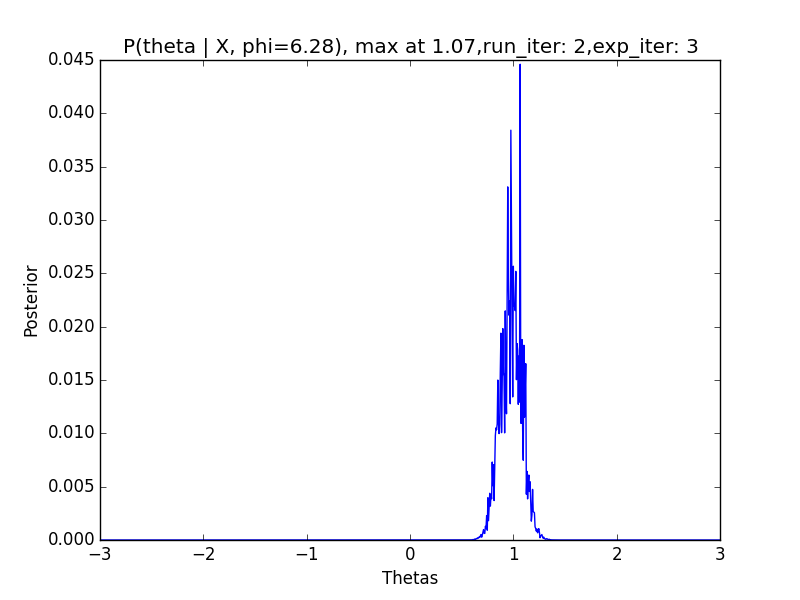 P(theta | X, phi=6.28), max at 1.07,run_iter: 2,exp_iter: 3
0.045
0.040
0.035
0.030
0.025
0.020
0.015
0.010
0.005
0.000
Posterior
−3 −2 −1 0 1 2 3
Thetas